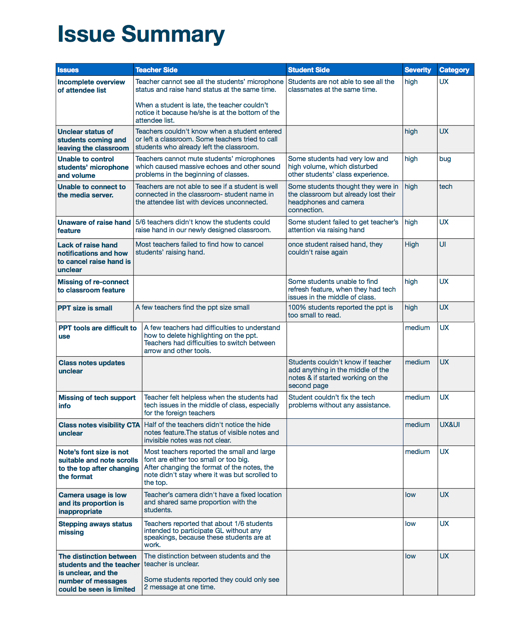 Issue Summary
Issues Teacher Side Student Side Severity Category
Incomplete overview of attendee list
Teacher cannot see all the students' microphone status and raise hand status at the same time.
When a student is late, the teacher couldn't notice it because he/she is at the bottom of the attendee list.
Students are not able to see all the classmates at the same time.
high
UX
Unclear status of students coming and leaving the classroom
Teachers couldn't know when a student entered or left a classroom. Some teachers tried to call students who already left the classroom.
high
UX
Unable to control students' microphone and volume
Teachers cannot mute students' microphones which caused massive echoes and other sound problems in the beginning of classes.
Some students had very low and high volume, which disturbed other students' class experience.
high
bug
Unable to connect to the media server.
Teachers are not able to see if a student is well connected in the classrom- student name in the attendee list with devices unconnected.
Some students thought they were in the classroom but already lost their headphones and camera connection.
high
tech
Unaware of raise hand feature
5/6 teachers didn't know the students could raise hand in our newly designed classroom.
Some student failed to get teacher's attention via raising hand
high
UX
Lack of raise hand notifications and how to cancel raise hand is unclear
Most teachers failed to find how to cancel students' raising hand.
once student raised hand, they couldn't raise again
High
UI
Missing of re-connect to classroom feature
Some students unable to find refresh feature, when they had tech issues in the middle of class.
high
UX
PPT size is small
A few teachers find the ppt size small
100% students reported the ppt is too small to read.
high
UX
PPT tools are difficult to use
A few teachers had difficulties to understand how to delete highlighting on the ppt. Teachers had difficulties to switch between arrow and other tools.
medium
UX
Class notes updates unclear
Students couldn't know if teacher add anything in the middle of the notes & if started working on the second page
medium
UX
Missing of tech support info
Teacher felt helpless when the students had tech issues in the middle of class, especially for the foreign teachers
Student couldn't fix the tech problems without any assistance.
medium
UX
Class notes visibility CTA unclear
Half of the teachers didn't notice the hide notes feature.The status of visible notes and invisible notes was not clear.
medium
UX&UI
Note's font size is not suitable and note scrolls to the top after changing the format
Most teachers reported the small and large font are either too small or too big.
After changing the format of the notes, the note didn't stay where it was but scrolled to the top.
medium
UX
Camera usage is low and its proportion is inappropriate
Teacher's camera didn't have a fixed location and shared same proportion with the students.
low
UX
Stepping aways status missing
Teachers reported that about 1/6 students intended to participate GL without any speakings, because these students are at work.
low
UX
The distinction between students and the teacher is unclear, and the number of messages could be seen is limited
The distinction between students and the teacher is unclear.
Some students reported they could only see 2 message at one time.
low
UX